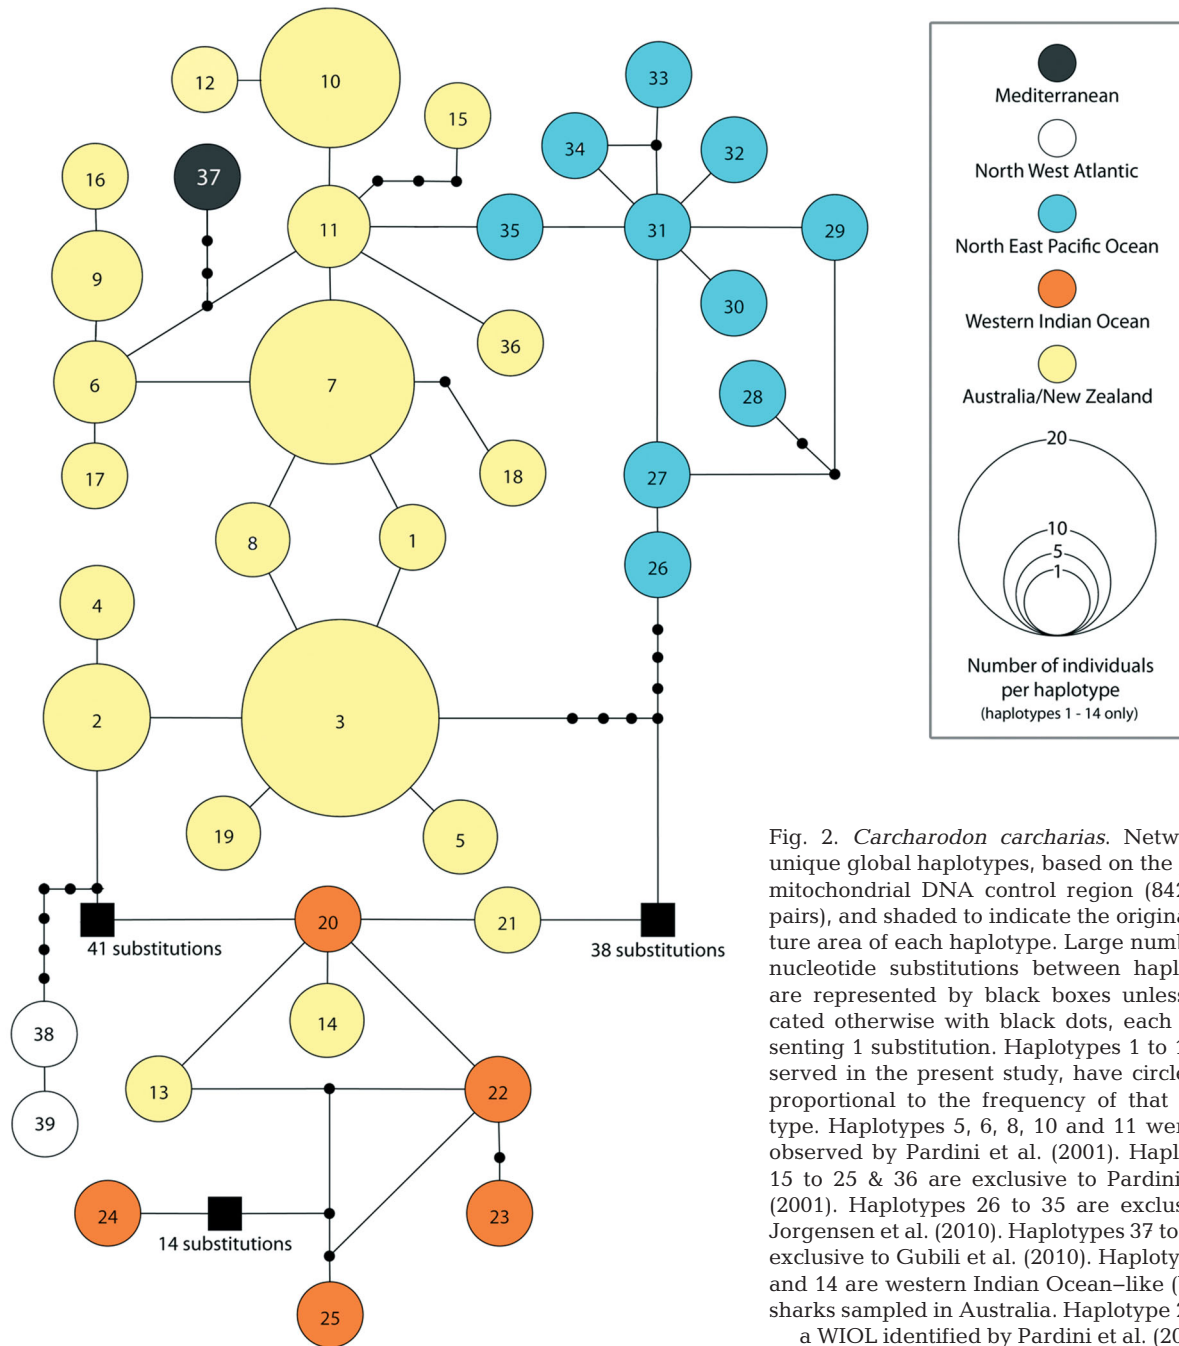 12
10
15
33
34
32
16
37
11
35
31
29
9
30
36
6
7
28
17
18
27
8
1
26
4
2
3
19
5
20
21
41 substitutions
38 substitutions
14
38
13
22
39
24
23
14 substitutions
25
Mediterranean
North West Atlantic
North East Pacific Ocean
Western Indian Ocean
Australia/New Zealand
20
10
5
1
Number of individuals
per haplotype
(haplotypes 1 - 14 only)
Fig. 2. Carcharodon carcharias. Netw
unique global haplotypes, based on the
mitochondrial DNA control region (842
pairs), and shaded to indicate the origina
ture area of each haplotype. Large numb
nucleotide substitutions between hapl
are represented by black boxes unless
cated otherwise with black dots, each
senting 1 substitution. Haplotypes 1 to 1
served in the present study, have circle
proportional to the frequency of that
type. Haplotypes 5, 6, 8, 10 and 11 wer
observed by Pardini et al. (2001). Hapl
15 to 25 & 36 are exclusive to Pardini
(2001). Haplotypes 26 to 35 are exclus
Jorgensen et al. (2010). Haplotypes 37 to
exclusive to Gubili et al. (2010). Haploty
and 14 are western Indian Ocean–like (
sharks sampled in Australia. Haplotype 2
a WIOL identified by Pardini et al. (20